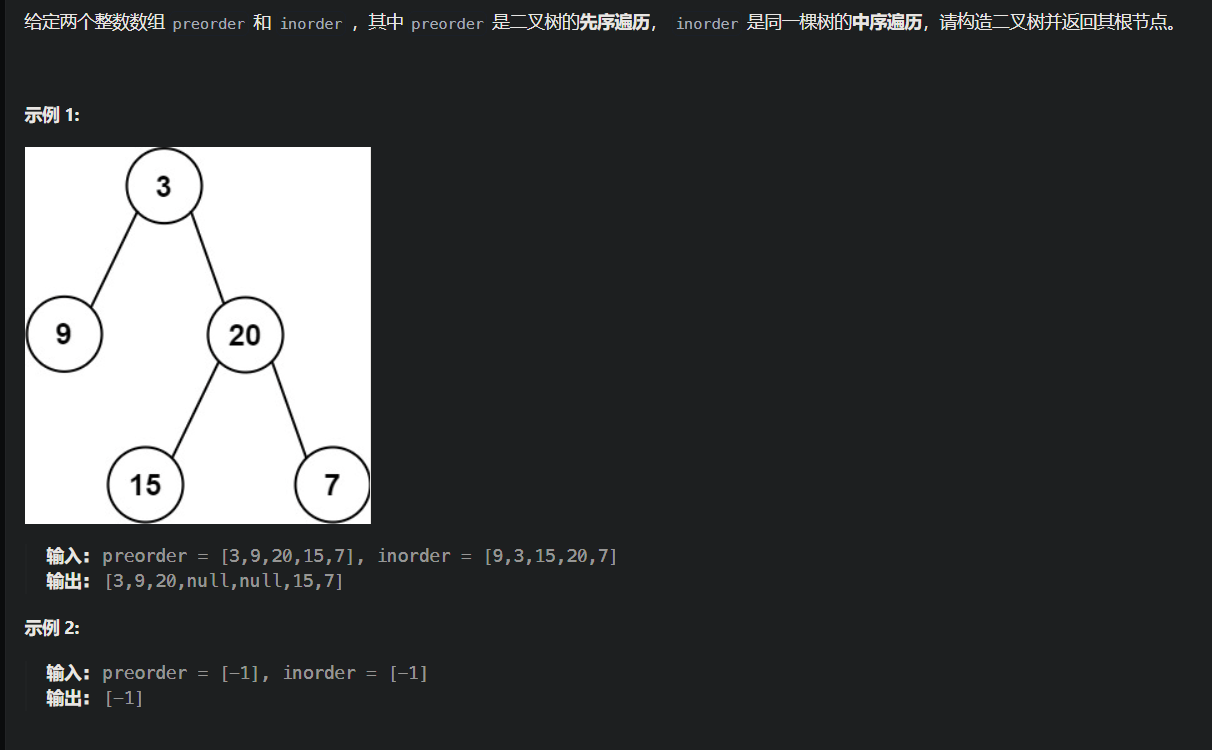 给定两个整数数组 preorder 和 inorder ，其中 preorder 是二叉树的先序遍历， inorder 是同一棵树的中序遍历，请构造二叉树并返回其根节点。
示例 1:
3
9
20
15
7
输入: preorder = [3,9,20,15,7], inorder = [9,3,15,20,7]
输出: [3,9,20,null,null,15,7]
示例 2:
输入: preorder = [-1], inorder = [-1]
输出: [-1]